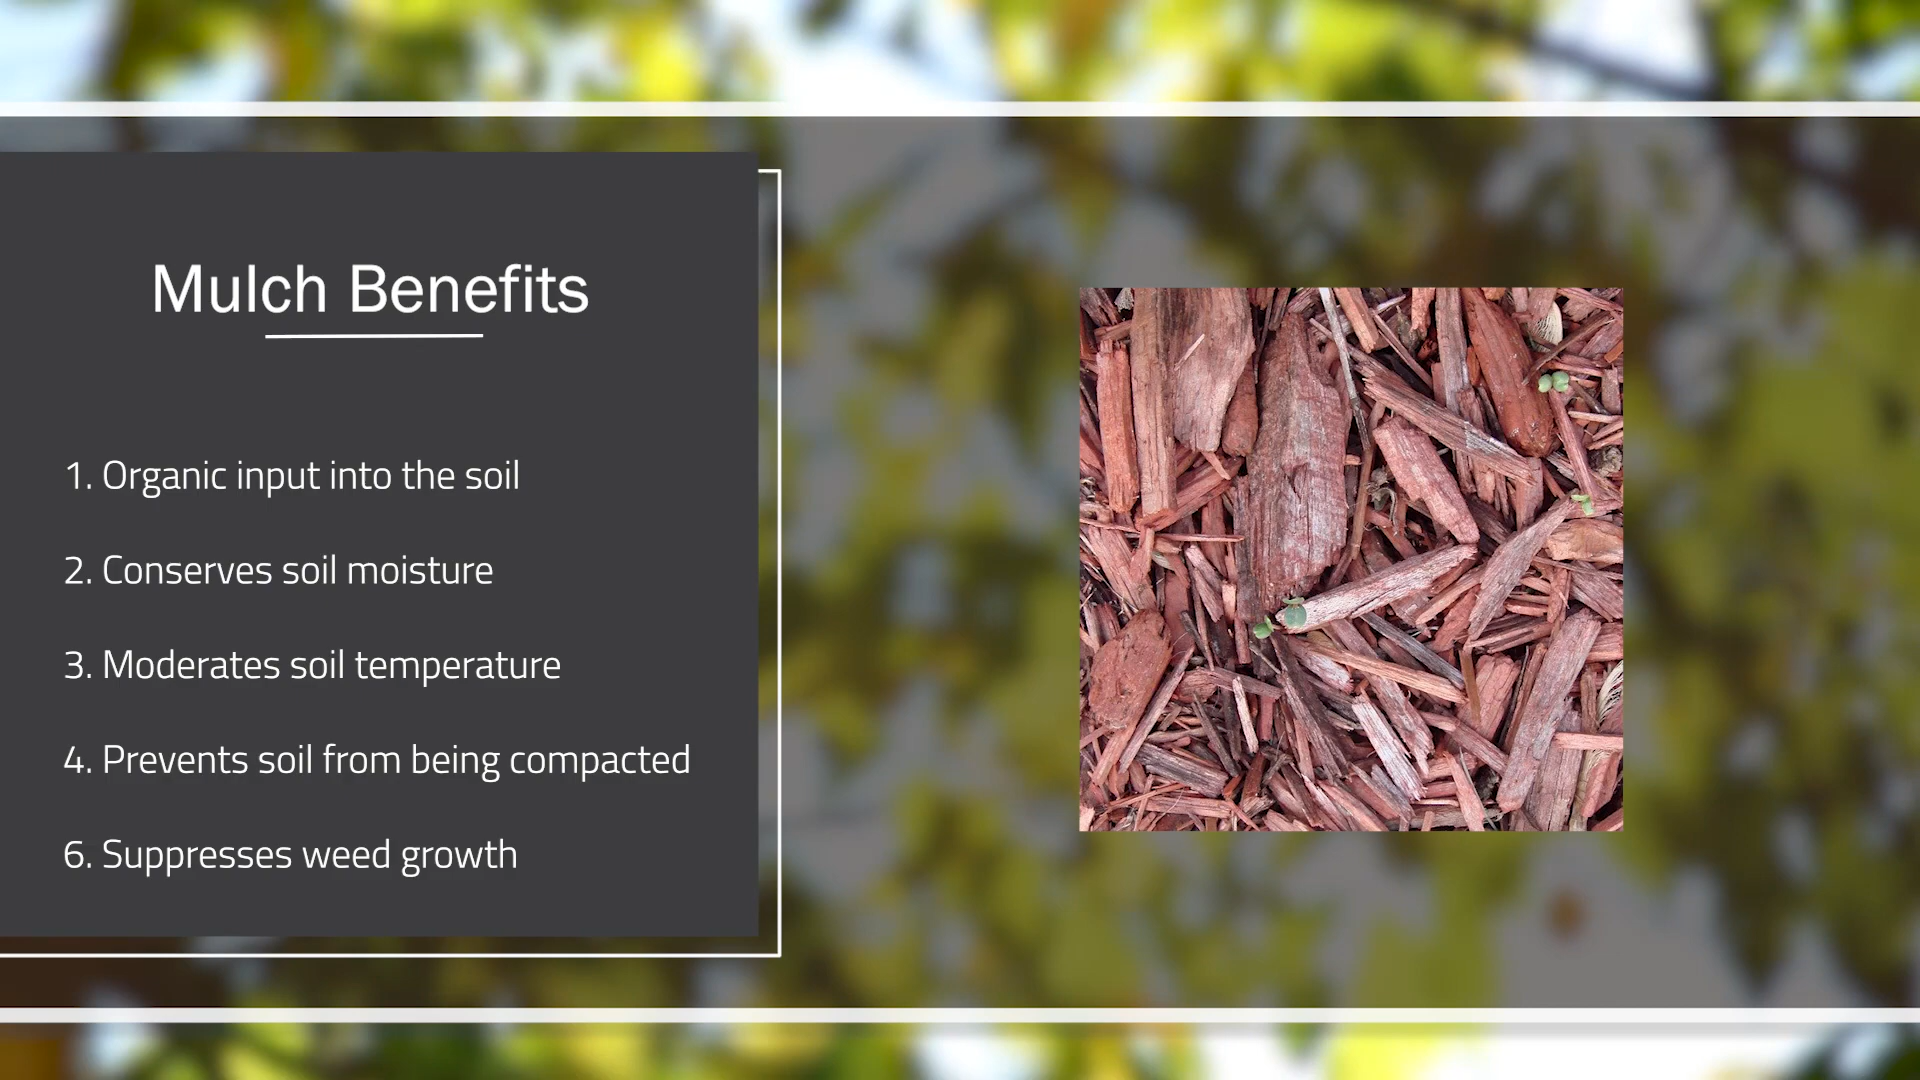 Mulch Benefits
1. Organic input into the soil
2. Conserves soil moisture
3. Moderates soil temperature
4. Prevents soil from being compacted
6. Suppresses weed growth